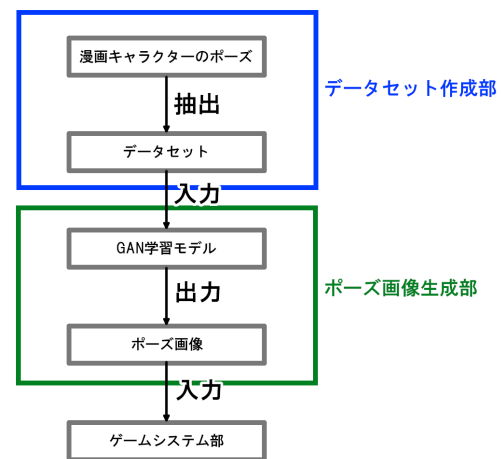 漫画キャラクターのポーズ
抽出
データセット作成部
データセット
入力
GAN学習モデル
出力
ポーズ画像生成部
ポーズ画像
入力
ゲームシステム部